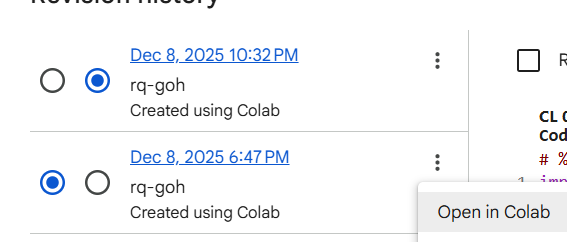 Revision history
Dec 8, 2025 10:32 PM
rq-goh
Created using Colab
Dec 8, 2025 6:47 PM
rq-goh
Created using Colab
R
CL
Cod
# %
1
Open in Colab